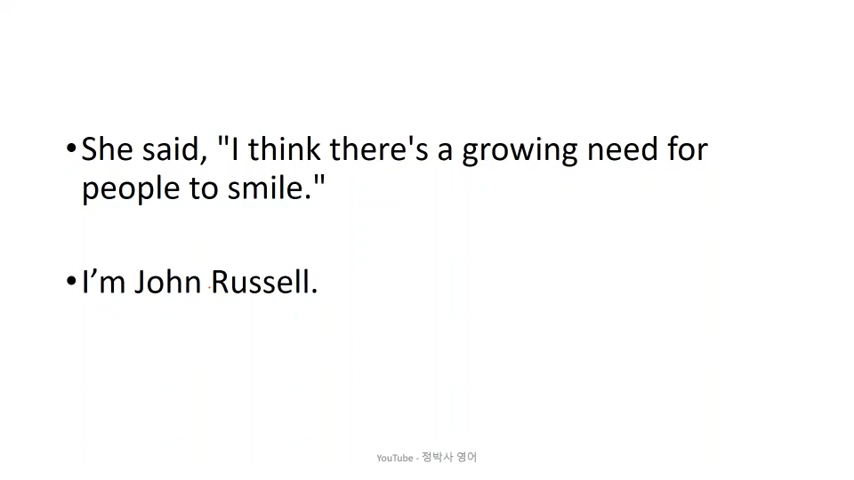 •She said, "I think there's a growing need for
people to smile."
•I’m John Russell.
YouTube - 정박사 영어